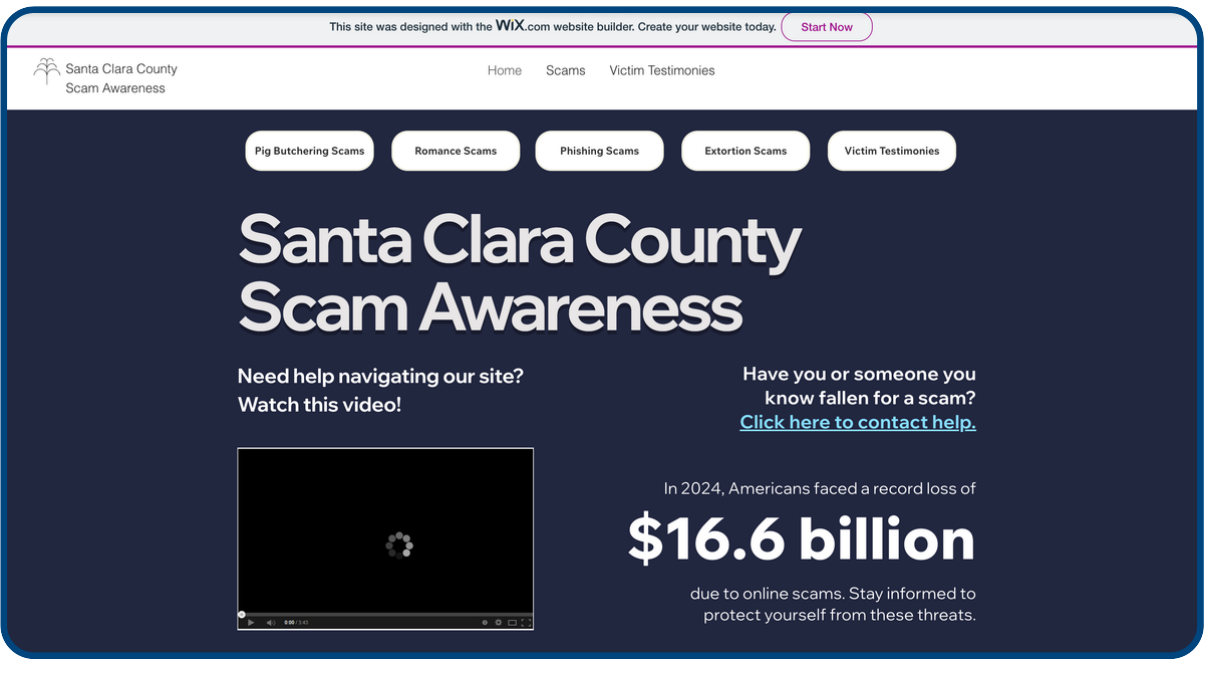 This site was designed with the WiX.com website builder. Create your website today. Start Now
Santa Clara County
Scam Awareness
Home Scams Victim Testimonies
Pig Butchering Scams Romance Scams Phishing Scams Extortion Scams Victim Testimonies
Santa Clara County
Scam Awareness
Need help navigating our site?
Watch this video!
Have you or someone you
know fallen for a scam?
Click here to contact help.
In 2024, Americans faced a record loss of
$16.6 billion
due to online scams. Stay informed to
protect yourself from these threats.
0:00 / 3:43